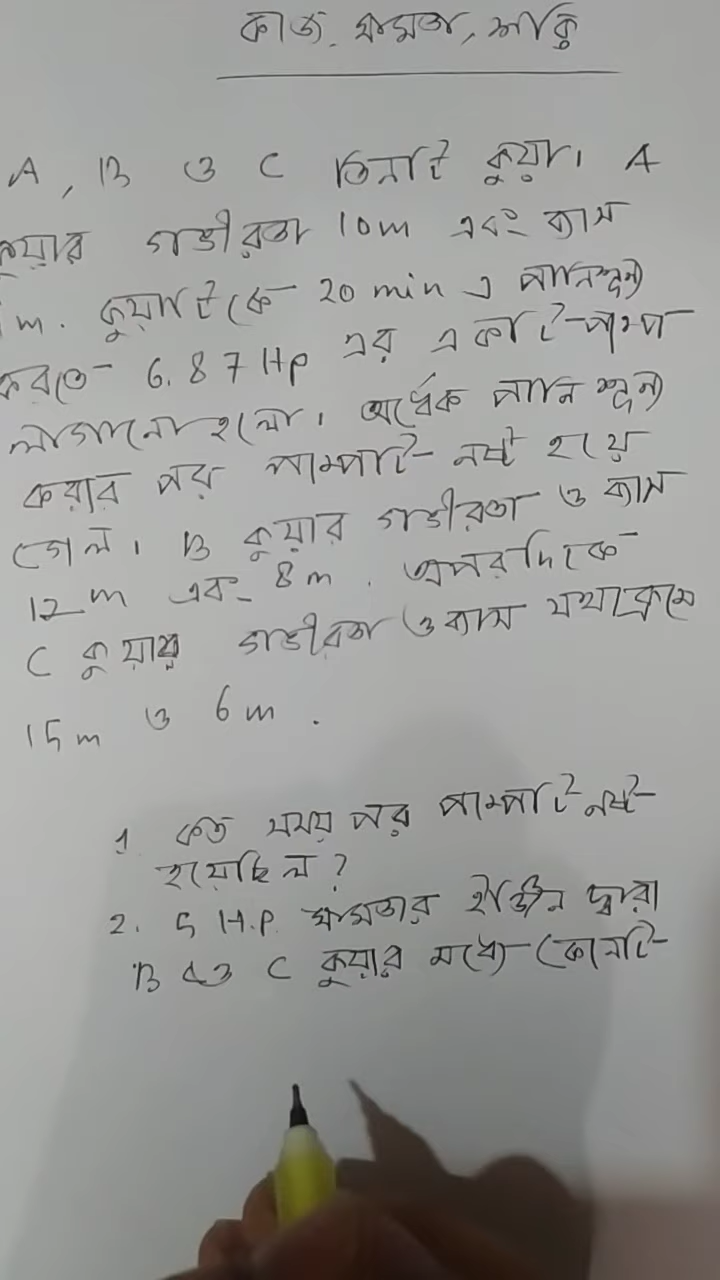 কাজ, ক্ষমতা, শক্তি
A, B ও C তিনটি কুয়া। A
কুয়ার গভীরতা 10m এবং ব্যাস
m. কুয়াটিকে 20 min এ পানিশূন্য
করতে 6.87 Hp এর একটি পাম্প
লাগানো হলো। অর্ধেক পানি শূন্য
করার পর পাম্পটি নষ্ট হয়ে
গেল। B কুয়ার গভীরতা ও ব্যাস
12m এবং 8m. অপরদিকে
C কুয়ার গভীরতা ও ব্যাস যথাক্রমে
15m ও 6m.
1. কত সময় পর পাম্পটি নষ্ট
হয়েছিল?
2. 5 H.P. ক্ষমতার ইঞ্জিন দ্বারা
B ও C কুয়ার মধ্যে কোনটি